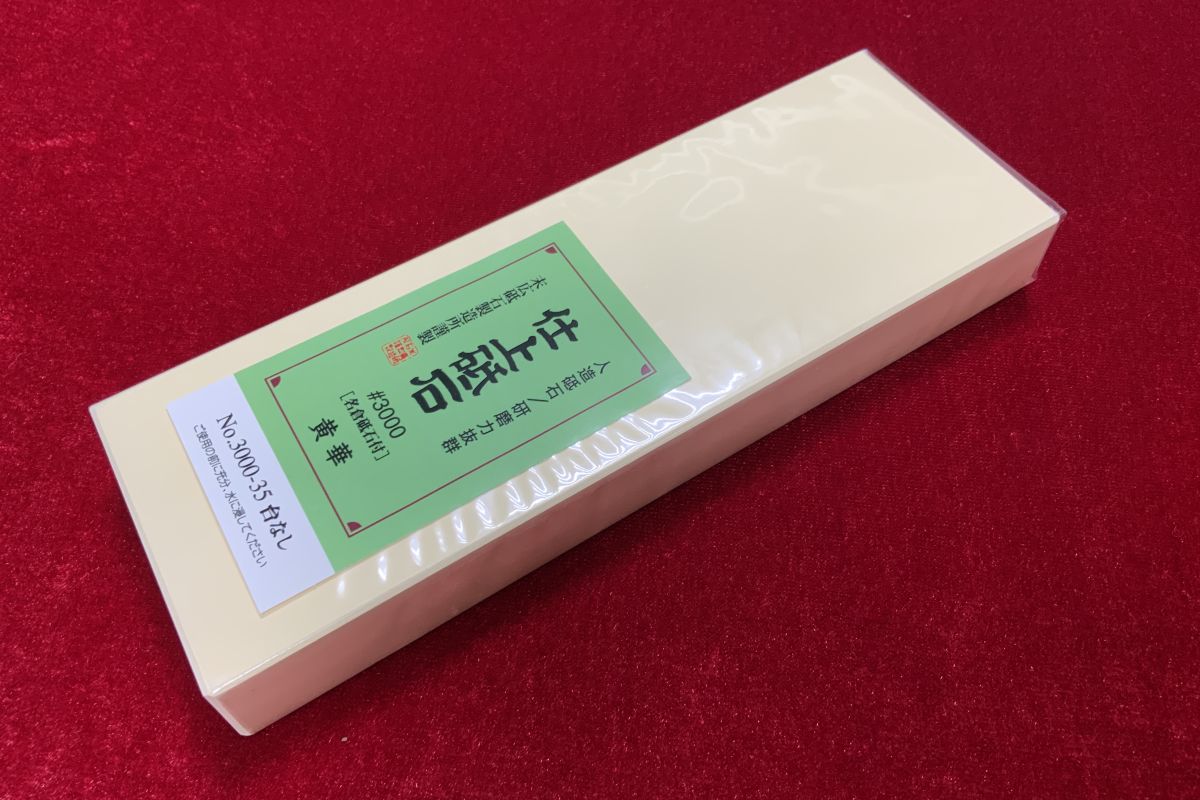 人造砥石/研磨力抜群
仕上砥石
末広砥石製造所謹製
#3000
[名倉砥石付]
黄華
No.3000-35 台なし
ご使用の前に充分、水に浸してください